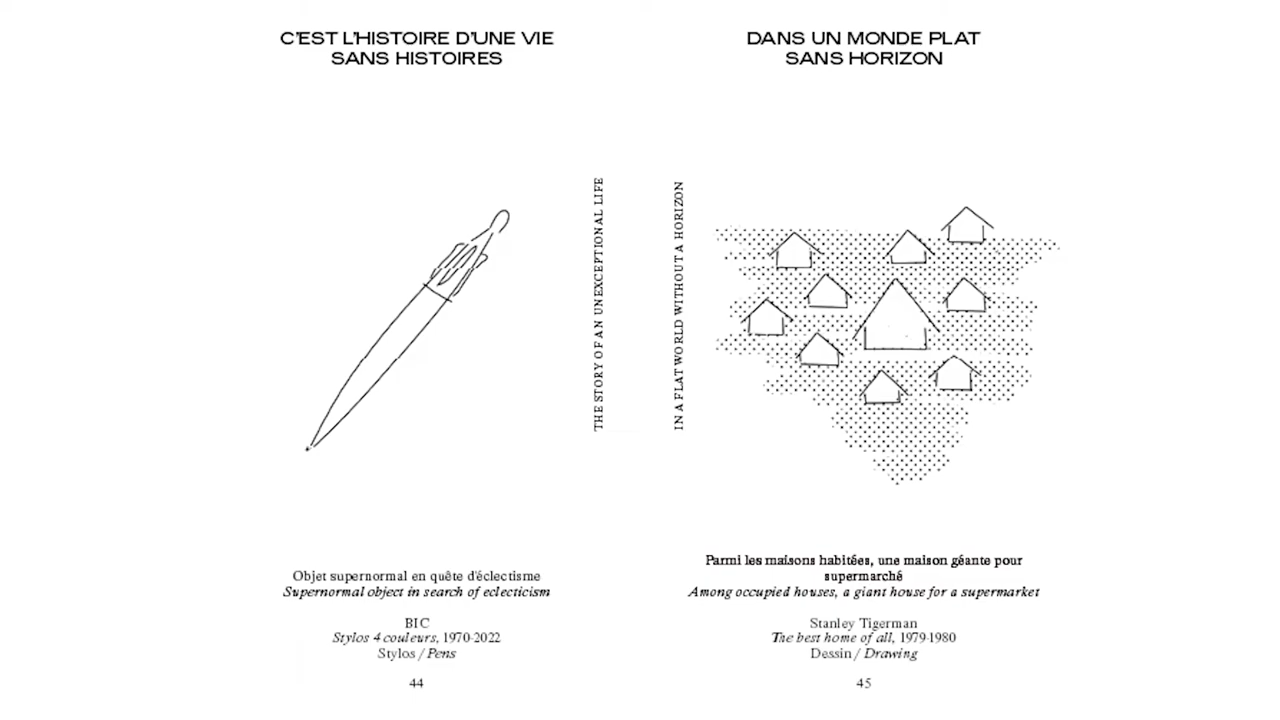 C'EST L'HISTOIRE D'UNE VIE
SANS HISTOIRES
THE STORY OF AN UNEXCEPTIONAL LIFE
Objet supernormal en quête d'éclectisme
Supernormal object in search of eclecticism
BIC
Stylos 4 couleurs, 1970-2022
Stylos / Pens
44
DANS UN MONDE PLAT
SANS HORIZON
IN A FLAT WORLD WITHOUT A HORIZON
Parmi les maisons habitées, une maison géante pour
supermarché
Among occupied houses, a giant house for a supermarket
Stanley Tigerman
The best home of all, 1979-1980
Dessin / Drawing
45